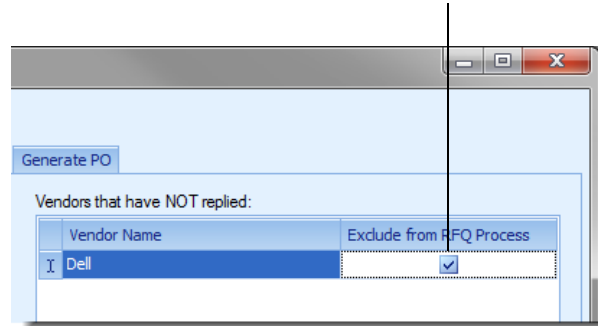 Generate PO
Vendors that have NOT replied:
Vendor Name Exclude from RFQ Process
Dell